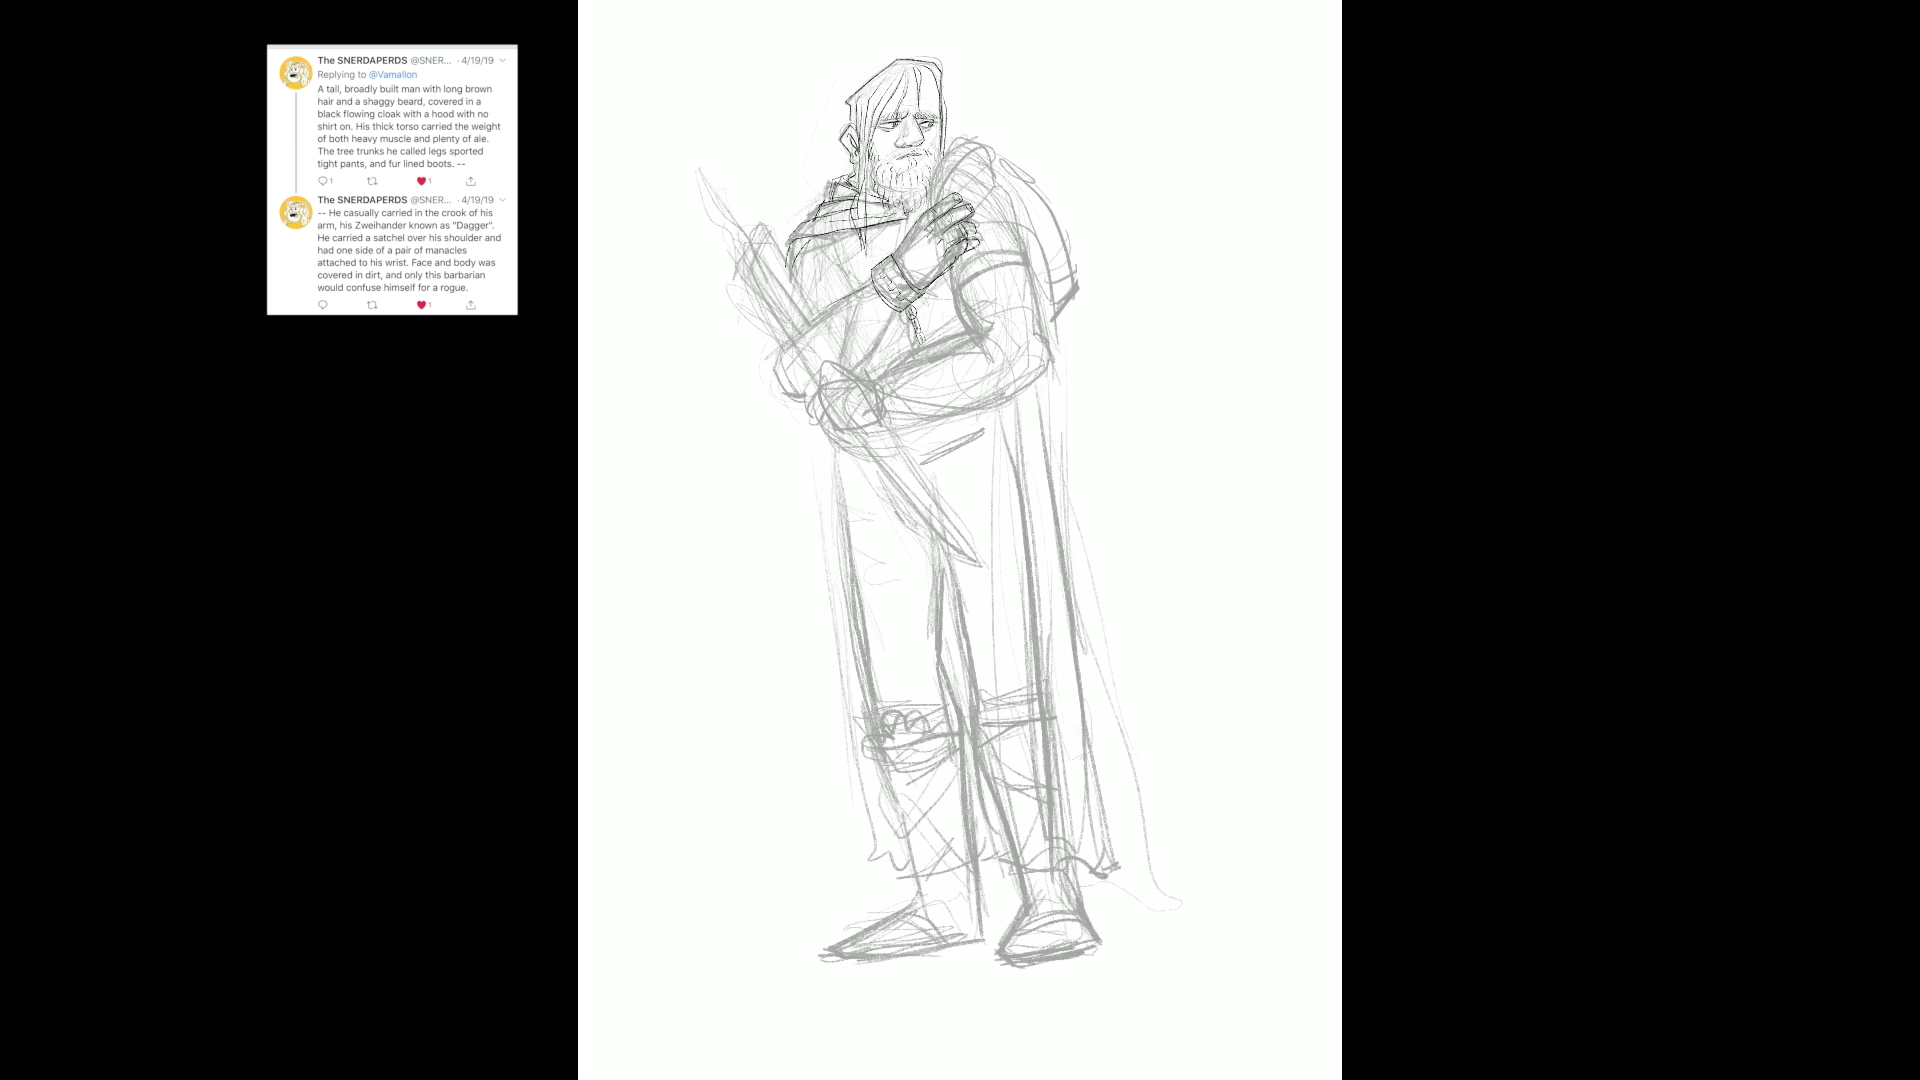 The SNERDAPERDS @SNER... · 4/19/19
Replying to @Vamallon
A tall, broadly built man with long brown
hair and a shaggy beard, covered in a
black flowing cloak with a hood with no
shirt on. His thick torso carried the weight
of both heavy muscle and plenty of ale.
The tree trunks he called legs sported
tight pants, and fur lined boots. --
1 1
The SNERDAPERDS @SNER... · 4/19/19
-- He casually carried in the crook of his
arm, his Zweihander known as "Dagger".
He carried a satchel over his shoulder and
had one side of a pair of manacles
attached to his wrist. Face and body was
covered in dirt, and only this barbarian
would confuse himself for a rogue.
1